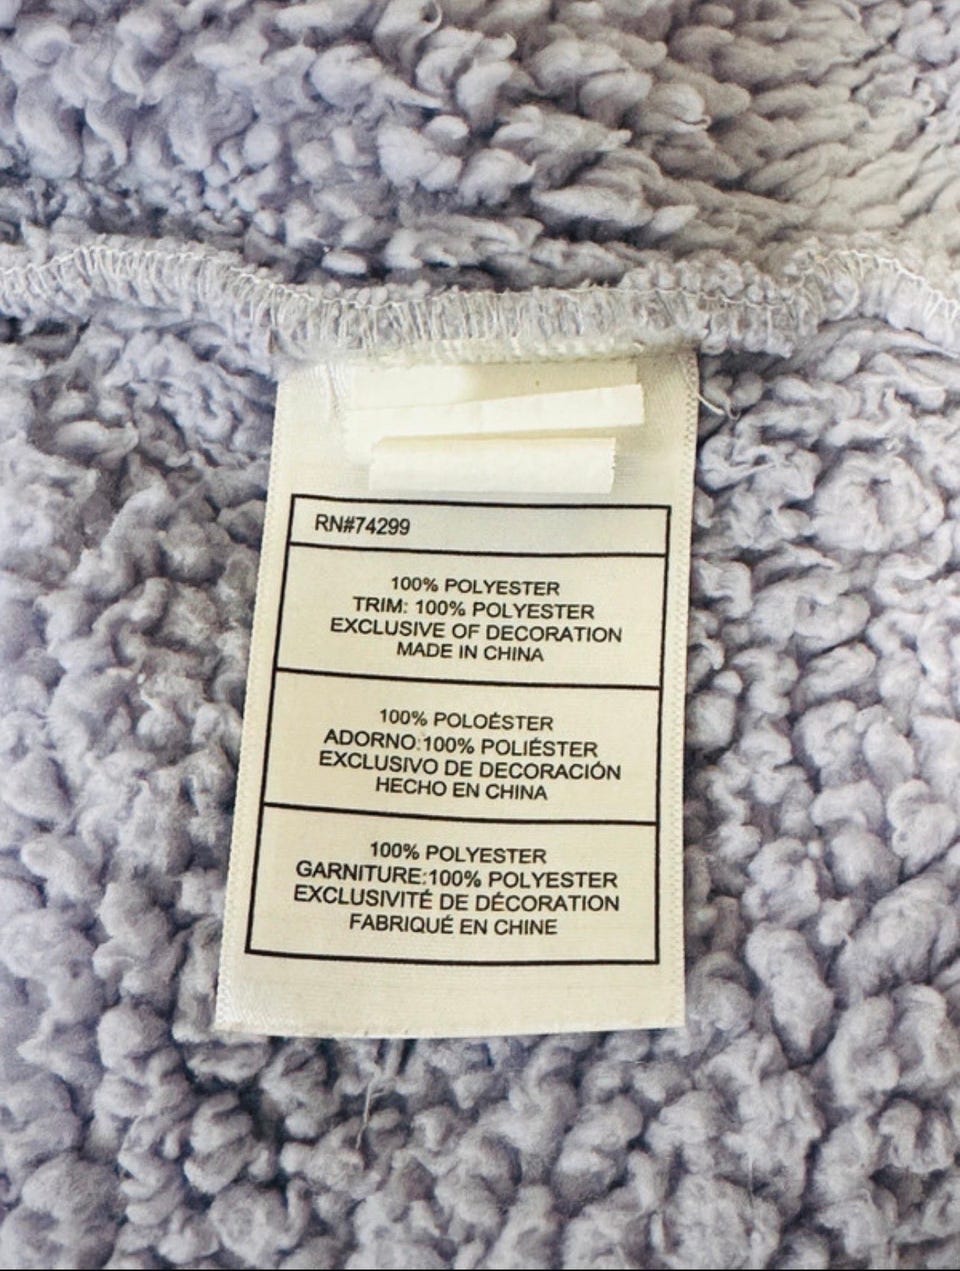 RN#74299
100% POLYESTER
TRIM: 100% POLYESTER
EXCLUSIVE OF DECORATION
MADE IN CHINA
100% POLOÉSTER
ADORNO:100% POLIÉSTER
EXCLUSIVO DE DECORACIÓN
HECHO EN CHINA
100% POLYESTER
GARNITURE:100% POLYESTER
EXCLUSIVITÉ DE DÉCORATION
FABRIQUÉ EN CHINE